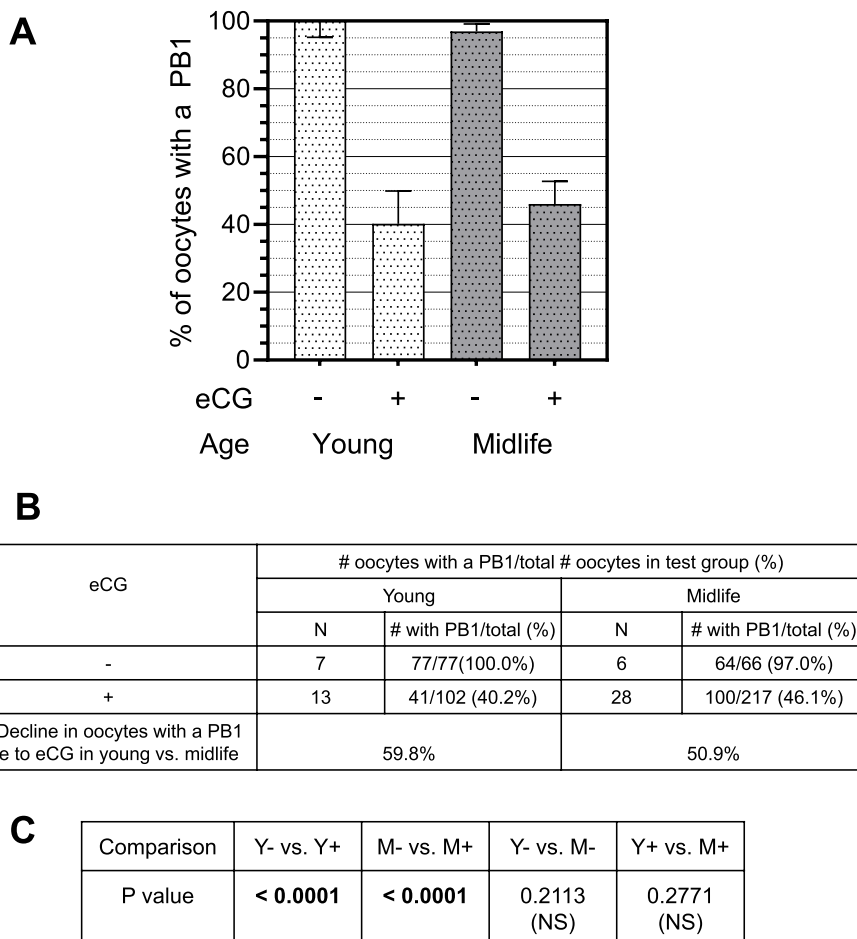 A
% of oocytes with a PB1
100
80
60
40
20
0
eCG - + - +
Age Young Midlife
B
eCG
# oocytes with a PB1/total # oocytes in test group (%)
Young Midlife
N # with PB1/total (%) N # with PB1/total (%)
- 7 77/77(100.0%) 6 64/66 (97.0%)
+ 13 41/102 (40.2%) 28 100/217 (46.1%)
Decline in oocytes with a PB1
e to eCG in young vs. midlife 59.8% 50.9%
C
Comparison Y- vs. Y+ M- vs. M+ Y- vs. M- Y+ vs. M+
P value < 0.0001 < 0.0001 0.2113 0.2771
(NS) (NS)